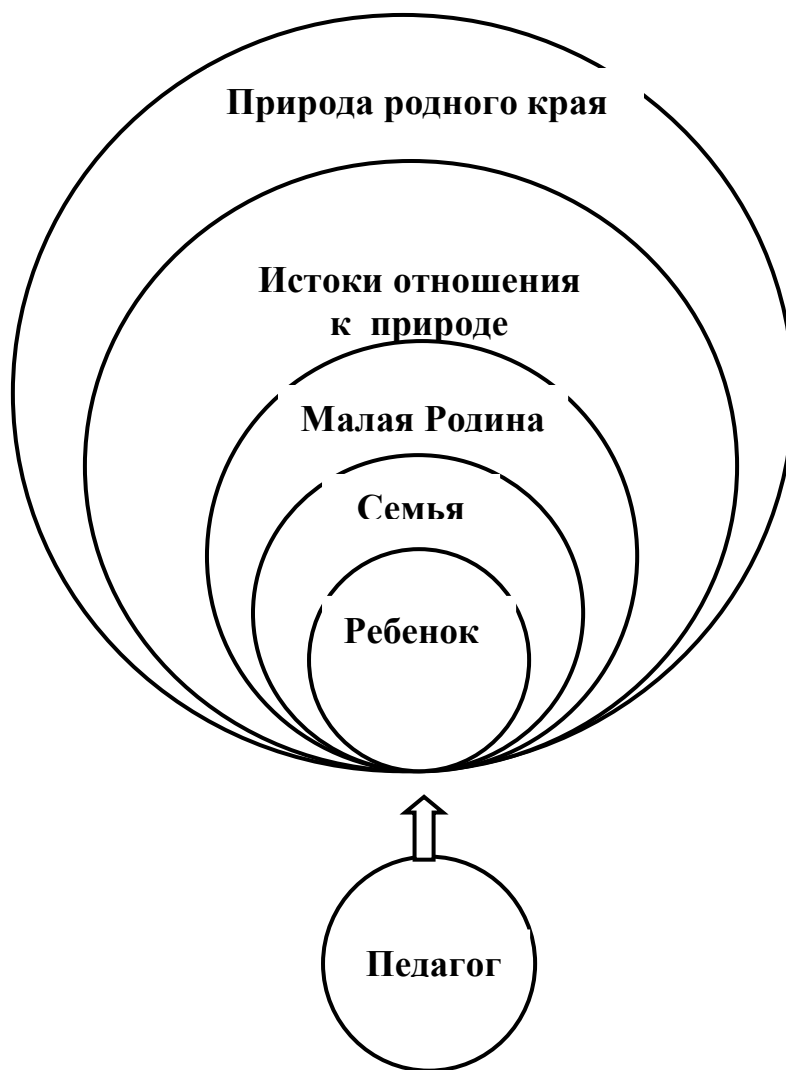 Природа родного края
Истоки отношения
к природе
Малая Родина
Семья
Ребенок
Педагог